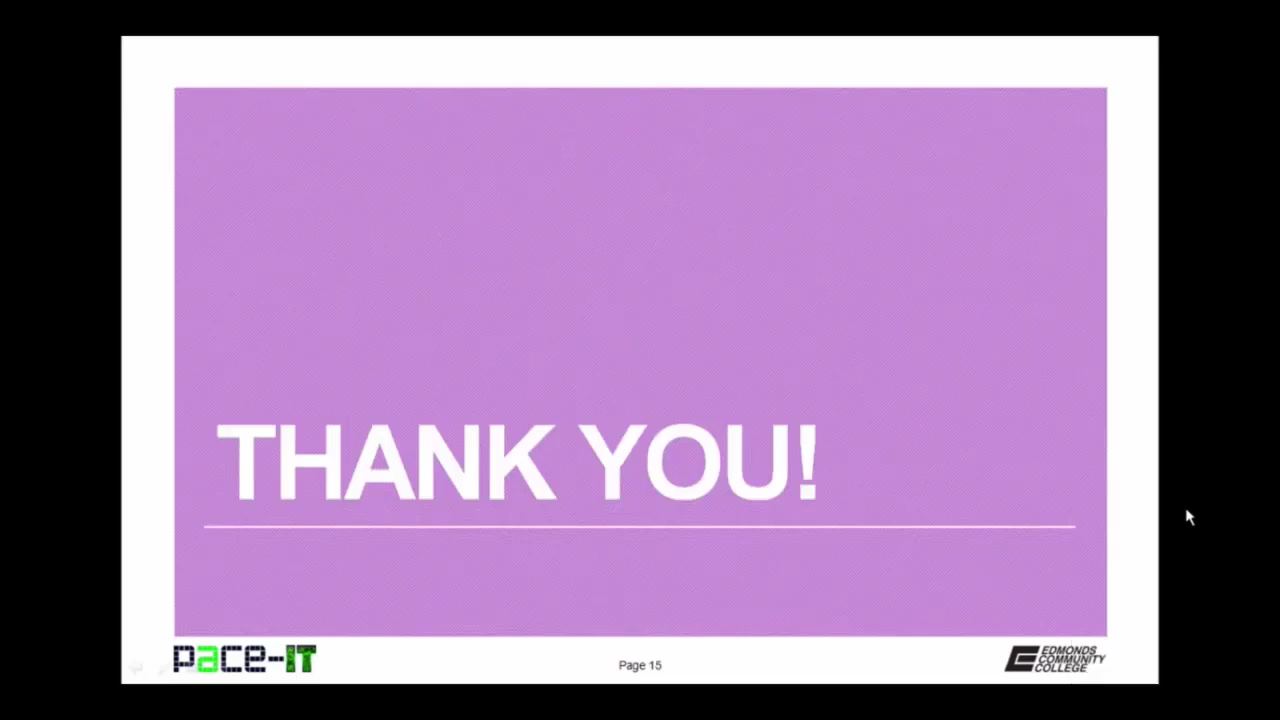 THANK YOU!
pace-IT
Page 15
EDMONDS
COMMUNITY
COLLEGE